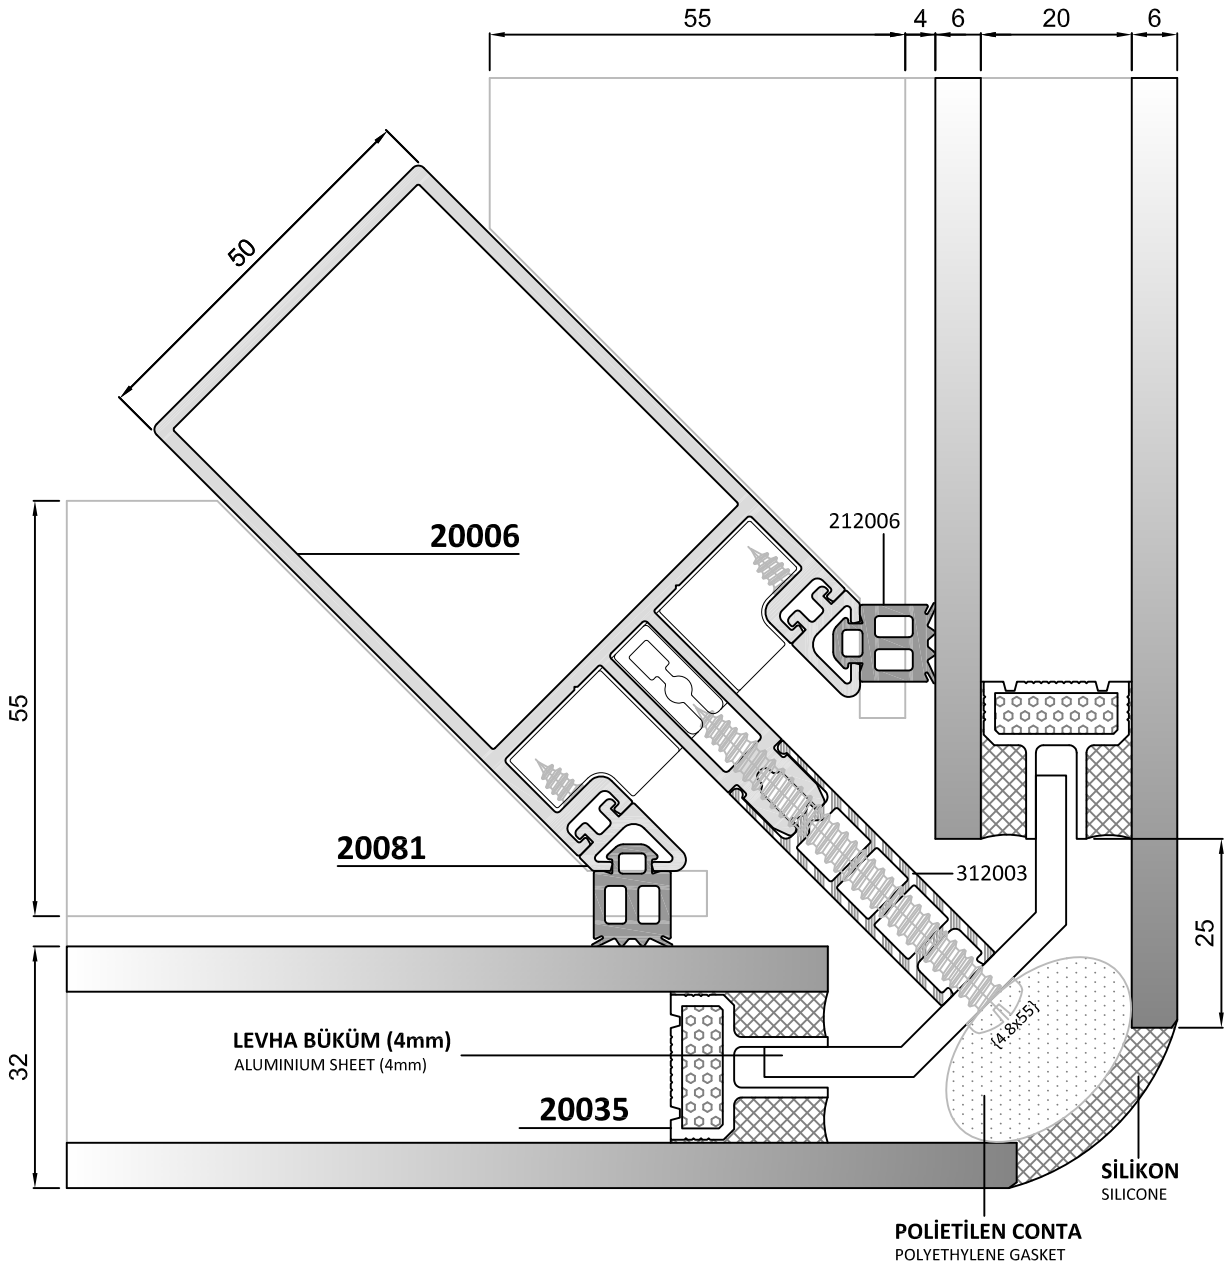 55
4
6
20
6
50
212006
20006
55
20081
312003
25
{4.8x55}
LEVHA BÜKÜM (4mm)
ALUMINIUM SHEET (4mm)
32
20035
SİLİKON
SILICONE
POLİETİLEN CONTA
POLYETHYLENE GASKET